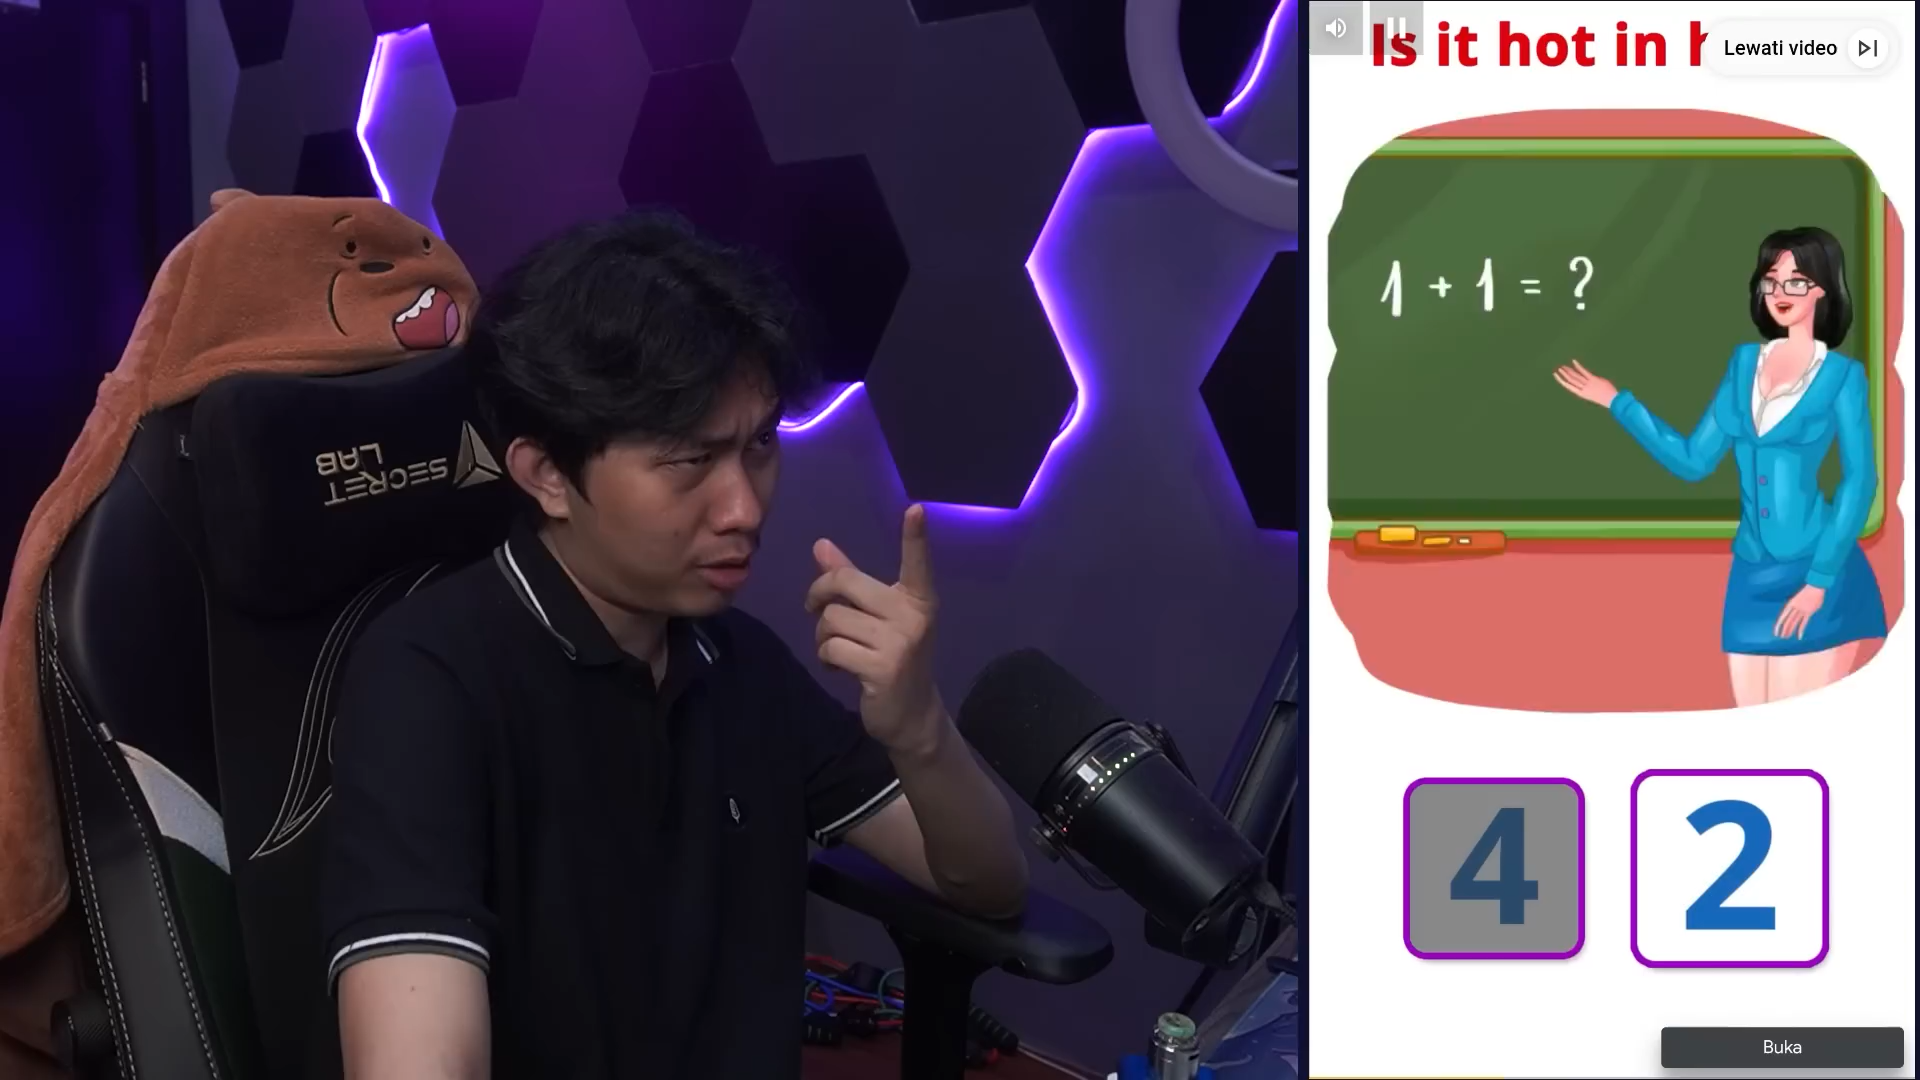 Is it hot in h
Lewati video
1 + 1 = ?
SECRET
LAB
4
2
Buka